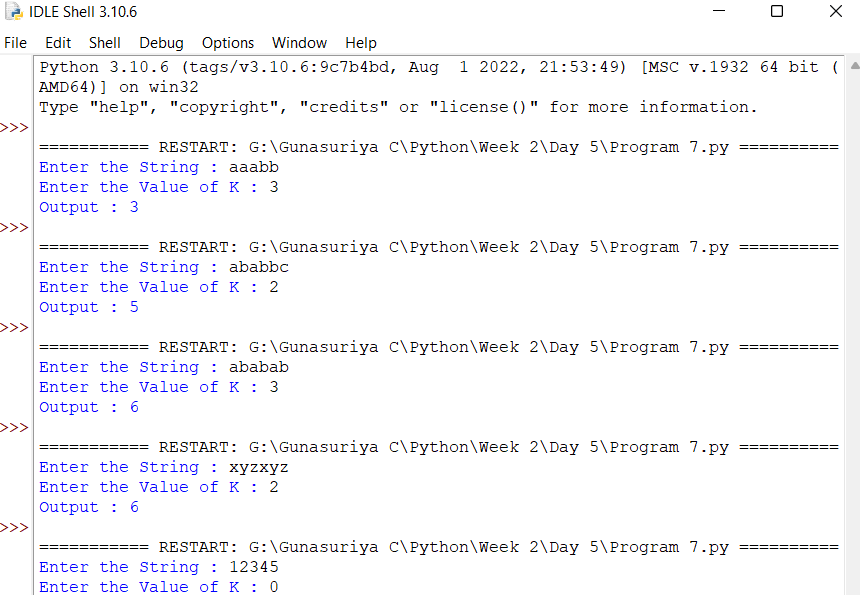 IDLE Shell 3.10.6
File Edit Shell Debug Options Window Help
Python 3.10.6 (tags/v3.10.6:9c7b4bd, Aug  1 2022, 21:53:49) [MSC v.1932 64 bit (
AMD64)] on win32
Type "help", "copyright", "credits" or "license()" for more information.
>>>
=========== RESTART: G:\Gunasuriya C\Python\Week 2\Day 5\Program 7.py ==========
Enter the String : aaabb
Enter the Value of K : 3
Output : 3
>>>
=========== RESTART: G:\Gunasuriya C\Python\Week 2\Day 5\Program 7.py ==========
Enter the String : ababbc
Enter the Value of K : 2
Output : 5
>>>
=========== RESTART: G:\Gunasuriya C\Python\Week 2\Day 5\Program 7.py ==========
Enter the String : ababab
Enter the Value of K : 3
Output : 6
>>>
=========== RESTART: G:\Gunasuriya C\Python\Week 2\Day 5\Program 7.py ==========
Enter the String : xyzxyz
Enter the Value of K : 2
Output : 6
>>>
=========== RESTART: G:\Gunasuriya C\Python\Week 2\Day 5\Program 7.py ==========
Enter the String : 12345
Enter the Value of K : 0